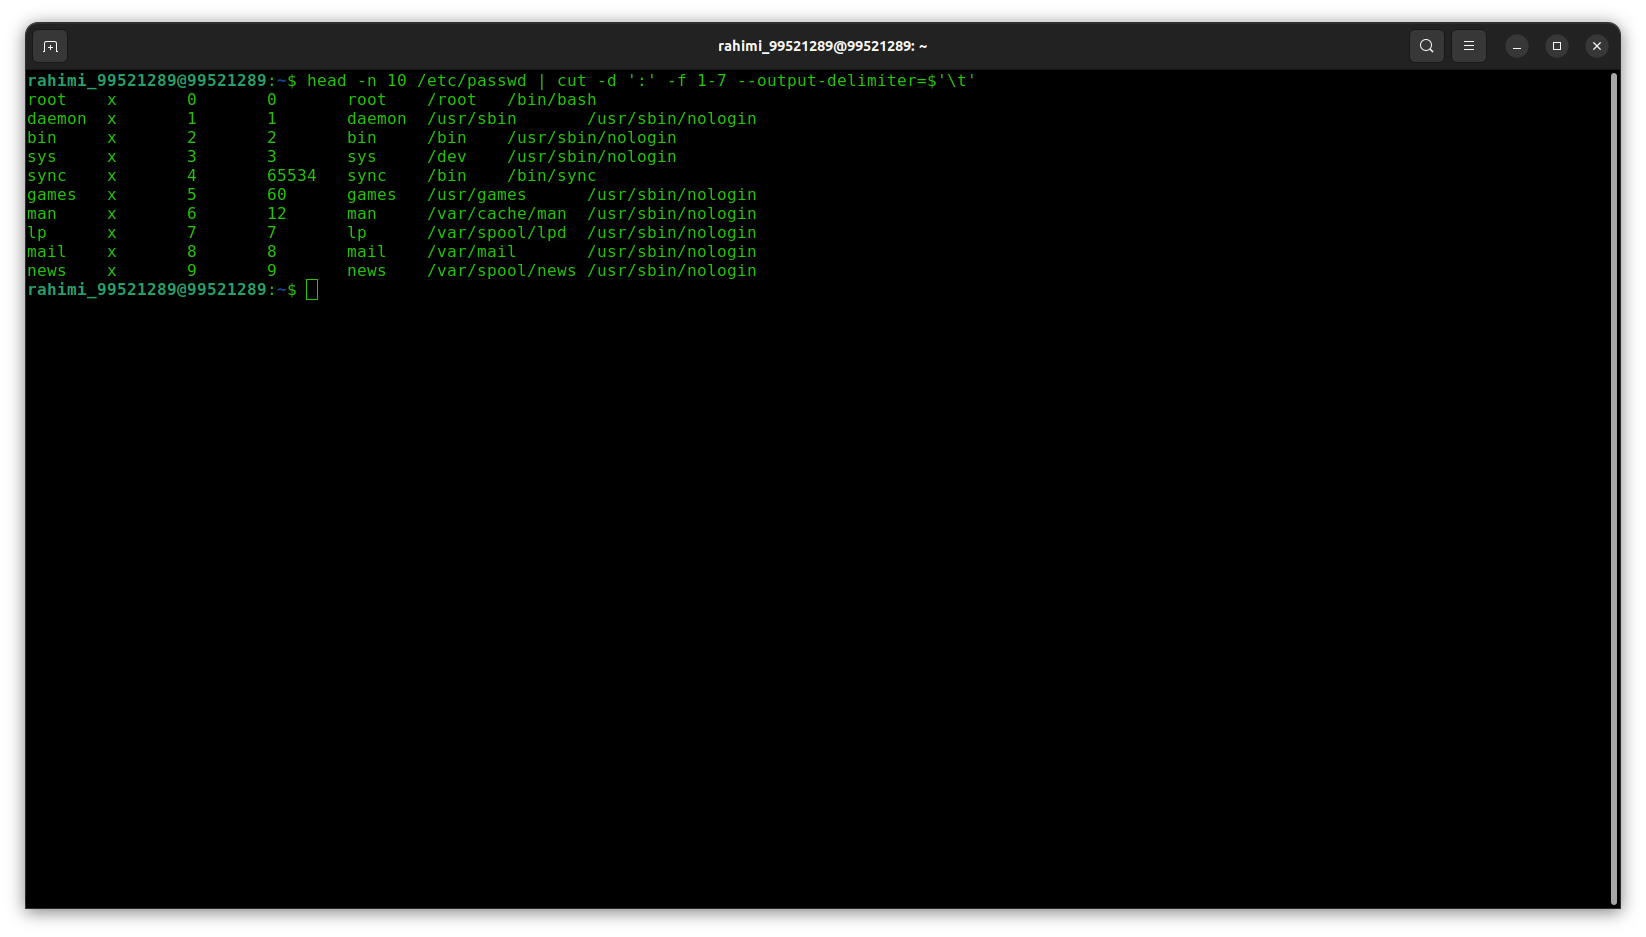 rahimi_99521289@99521289: ~
rahimi_99521289@99521289:~$ head -n 10 /etc/passwd | cut -d ':' -f 1-7 --output-delimiter=$'\t'
root    x       0       0       root    /root   /bin/bash
daemon  x       1       1       daemon  /usr/sbin       /usr/sbin/nologin
bin     x       2       2       bin     /bin    /usr/sbin/nologin
sys     x       3       3       sys     /dev    /usr/sbin/nologin
sync    x       4       65534   sync    /bin    /bin/sync
games   x       5       60      games   /usr/games      /usr/sbin/nologin
man     x       6       12      man     /var/cache/man  /usr/sbin/nologin
lp      x       7       7       lp      /var/spool/lpd  /usr/sbin/nologin
mail    x       8       8       mail    /var/mail       /usr/sbin/nologin
news    x       9       9       news    /var/spool/news /usr/sbin/nologin
rahimi_99521289@99521289:~$